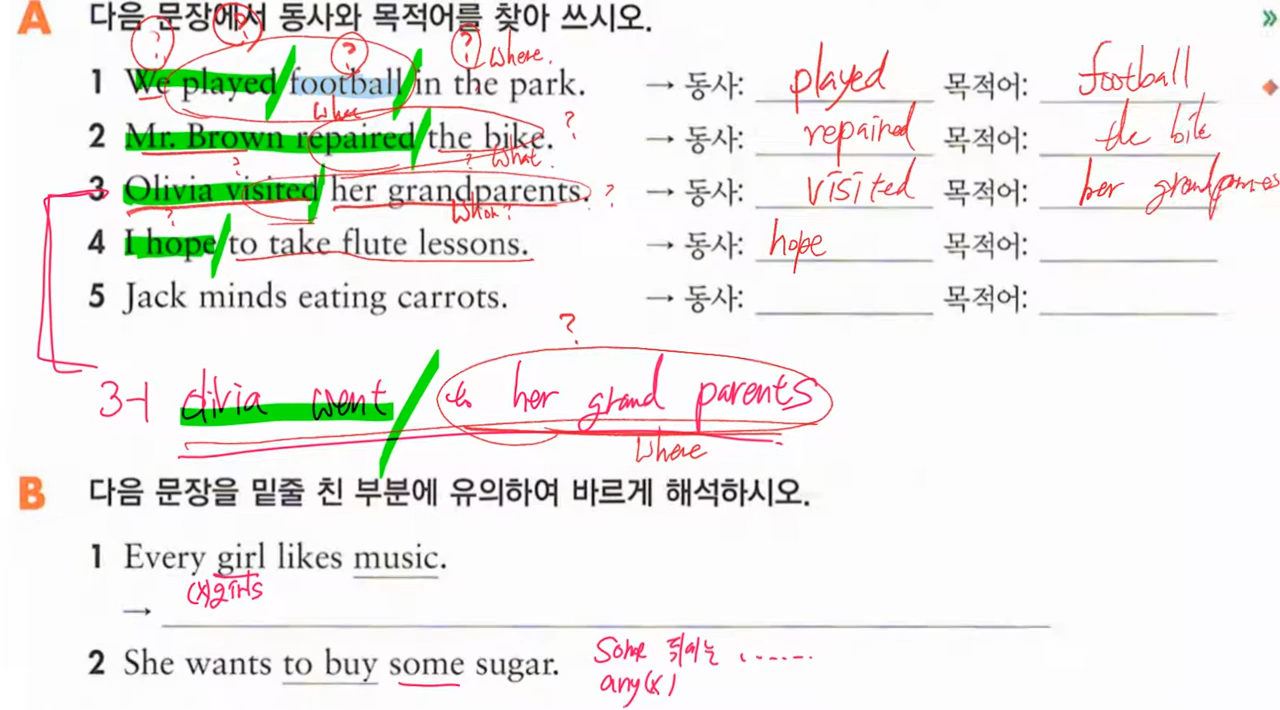 A 다음 문장에서 동사와 목적어를 찾아 쓰시오.
? ? ? ? Where.
1 We played / football / in the park. → 동사: played 목적어: football
2 Mr. Brown repaired / the bike. ? → 동사: repaired 목적어: the bike
? ? What.
3 Olivia visited / her grandparents. ? → 동사: visited 목적어: her grandparents
?
4 I hope / to take flute lessons. → 동사: hope 목적어:
5 Jack minds eating carrots. → 동사: 목적어:
?
3-1 olivia went / to her grand parents
Where
B 다음 문장을 밑줄 친 부분에 유의하여 바르게 해석하시오.
1 Every girl likes music.
(x)girls
→
2 She wants to buy some sugar. Some 뒤에는 ......
any(x)